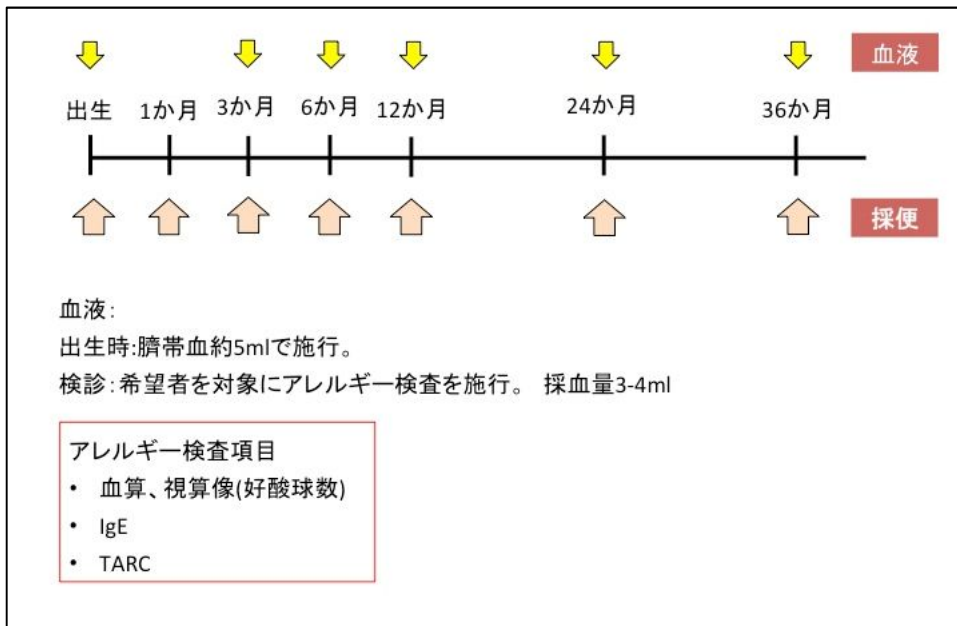 血液
出生 1か月 3か月 6か月 12か月 24か月 36か月
採便
血液：
出生時:臍帯血約5mlで施行。
検診：希望者を対象にアレルギー検査を施行。 採血量3-4ml
アレルギー検査項目
• 血算、視算像(好酸球数)
• IgE
• TARC